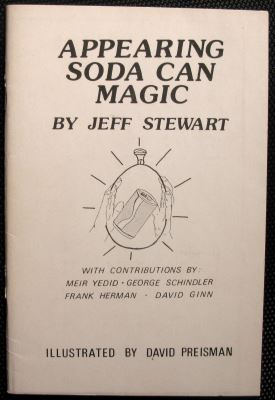 APPEARING
SODA CAN
MAGIC
BY JEFF STEWART
WITH CONTRIBUTIONS BY:
MEIR YEDID · GEORGE SCHINDLER
FRANK HERMAN · DAVID GINN
ILLUSTRATED BY DAVID PREISMAN